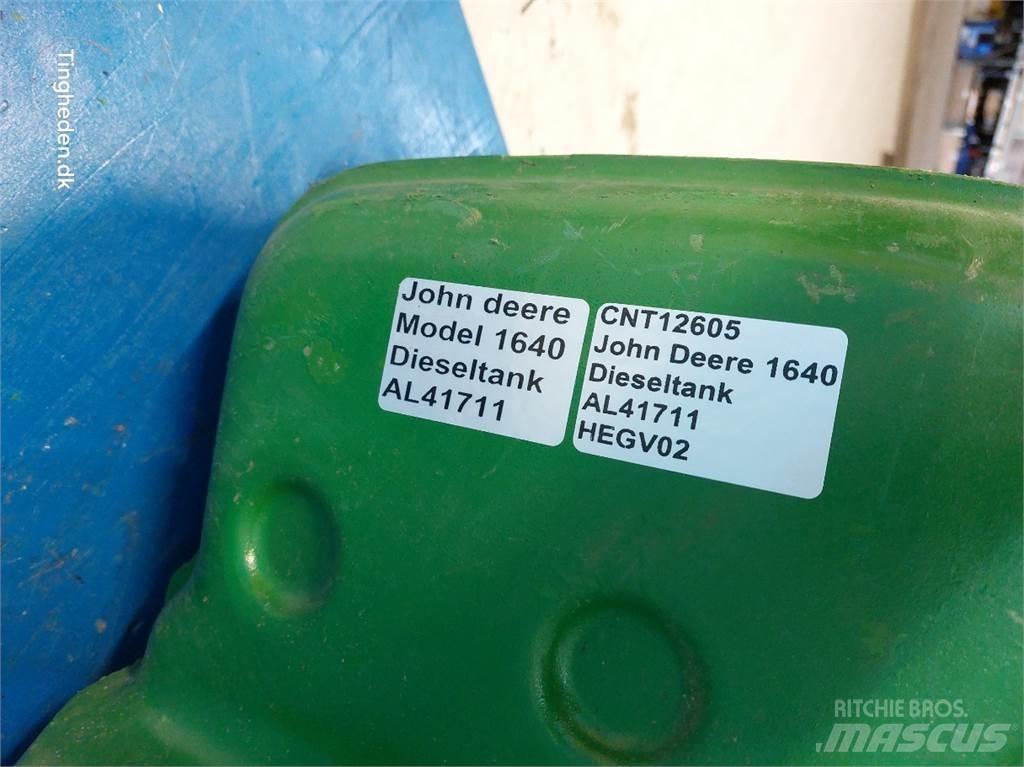 Tingheden.dk
John deere
Model 1640
Dieseltank
AL41711
CNT12605
John Deere 1640
Dieseltank
AL41711
HEGV02
RITCHIE BROS.
MASCUS